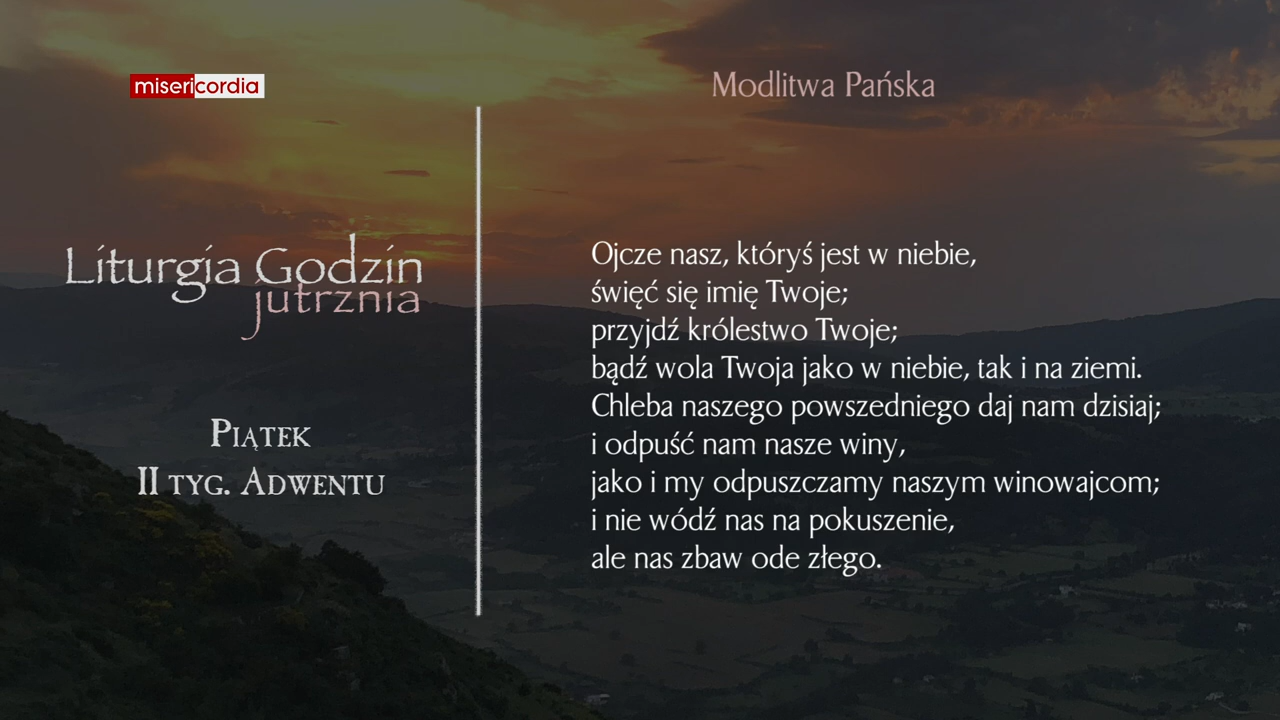 misericordia
Liturgia Godzin
jutrznia
Piątek
II tyg. Adwentu
Modlitwa Pańska
Ojcze nasz, któryś jest w niebie,
święć się imię Twoje;
przyjdź królestwo Twoje;
bądź wola Twoja jako w niebie, tak i na ziemi.
Chleba naszego powszedniego daj nam dzisiaj;
i odpuść nam nasze winy,
jako i my odpuszczamy naszym winowajcom;
i nie wódź nas na pokuszenie,
ale nas zbaw ode złego.